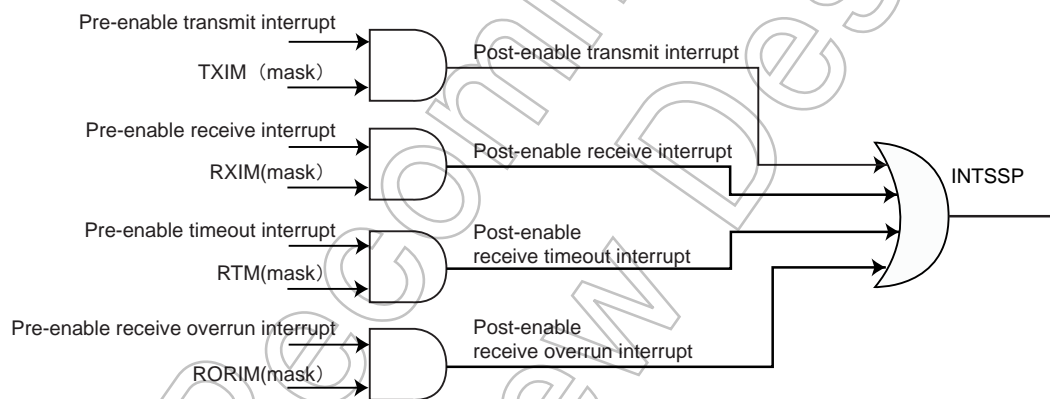 Pre-enable transmit interrupt
TXIM （mask）
Post-enable transmit interrupt
Pre-enable receive interrupt
RXIM(mask）
Post-enable receive interrupt
INTSSP
Pre-enable timeout interrupt
RTM(mask）
Post-enable
receive timeout interrupt
Pre-enable receive overrun interrupt
RORIM(mask）
Post-enable
receive overrun interrupt